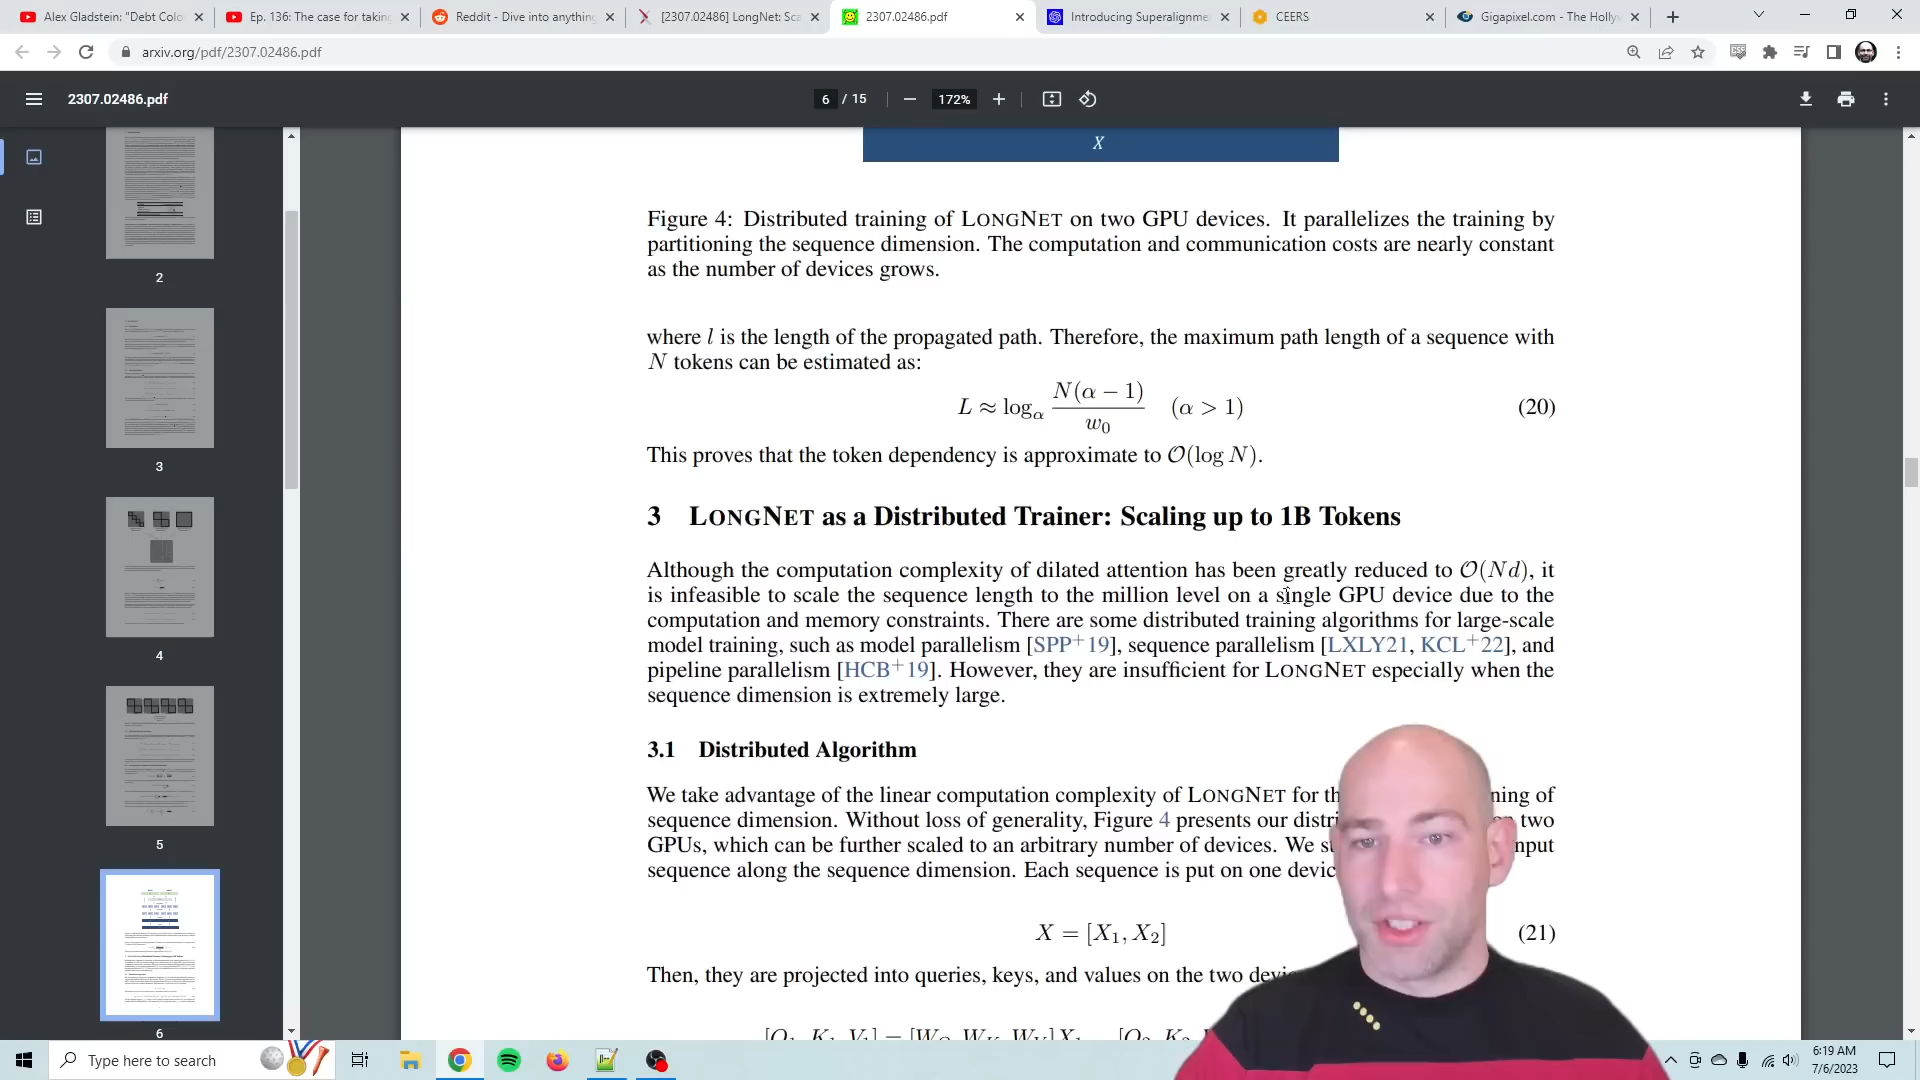 Alex Gladstein: "Debt Colo
Ep. 136: The case for taking
Reddit - Dive into anything
[2307.02486] LongNet: Sca
2307.02486.pdf
Introducing Superalignme
CEERS
Gigapixel.com - The Hollyw
arxiv.org/pdf/2307.02486.pdf
2307.02486.pdf
6 / 15
172%
X
Figure 4: Distributed training of LONGNET on two GPU devices. It parallelizes the training by
partitioning the sequence dimension. The computation and communication costs are nearly constant
as the number of devices grows.
where l is the length of the propagated path. Therefore, the maximum path length of a sequence with
N tokens can be estimated as:
L ≈ log_α N(α − 1) / w_0 (α > 1) (20)
This proves that the token dependency is approximate to O(log N).
3 LONGNET as a Distributed Trainer: Scaling up to 1B Tokens
Although the computation complexity of dilated attention has been greatly reduced to O(Nd), it
is infeasible to scale the sequence length to the million level on a single GPU device due to the
computation and memory constraints. There are some distributed training algorithms for large-scale
model training, such as model parallelism [SPP+19], sequence parallelism [LXLY21, KCL+22], and
pipeline parallelism [HCB+19]. However, they are insufficient for LONGNET especially when the
sequence dimension is extremely large.
3.1 Distributed Algorithm
We take advantage of the linear computation complexity of LONGNET for th ning of
sequence dimension. Without loss of generality, Figure 4 presents our distri two
GPUs, which can be further scaled to an arbitrary number of devices. We s input
sequence along the sequence dimension. Each sequence is put on one devic
X = [X1, X2] (21)
Then, they are projected into queries, keys, and values on the two devi
2
3
4
5
6
Type here to search
6:19 AM
7/6/2023